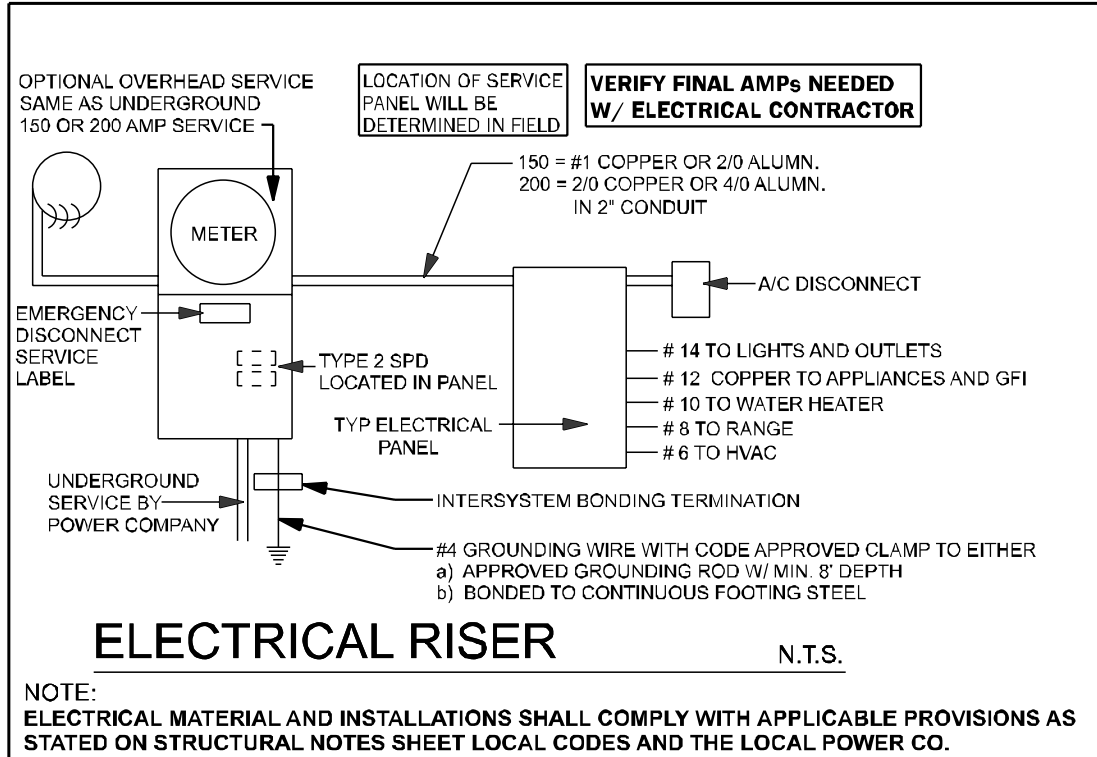 OPTIONAL OVERHEAD SERVICE
SAME AS UNDERGROUND
150 OR 200 AMP SERVICE
LOCATION OF SERVICE
PANEL WILL BE
DETERMINED IN FIELD
VERIFY FINAL AMPs NEEDED
W/ ELECTRICAL CONTRACTOR
150 = #1 COPPER OR 2/0 ALUMN.
200 = 2/0 COPPER OR 4/0 ALUMN.
IN 2" CONDUIT
METER
A/C DISCONNECT
EMERGENCY
DISCONNECT
SERVICE
LABEL
TYPE 2 SPD
LOCATED IN PANEL
TYP ELECTRICAL
PANEL
# 14 TO LIGHTS AND OUTLETS
# 12 COPPER TO APPLIANCES AND GFI
# 10 TO WATER HEATER
# 8 TO RANGE
# 6 TO HVAC
UNDERGROUND
SERVICE BY
POWER COMPANY
INTERSYSTEM BONDING TERMINATION
#4 GROUNDING WIRE WITH CODE APPROVED CLAMP TO EITHER
a) APPROVED GROUNDING ROD W/ MIN. 8' DEPTH
b) BONDED TO CONTINUOUS FOOTING STEEL
ELECTRICAL RISER
N.T.S.
NOTE:
ELECTRICAL MATERIAL AND INSTALLATIONS SHALL COMPLY WITH APPLICABLE PROVISIONS AS
STATED ON STRUCTURAL NOTES SHEET LOCAL CODES AND THE LOCAL POWER CO.